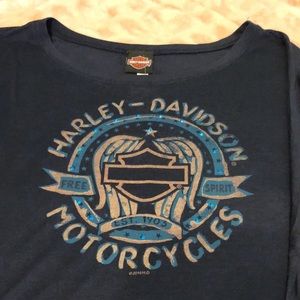 HARLEY-DAVIDSON
FREE SPIRIT
EST. 1903
MOTORCYCLES